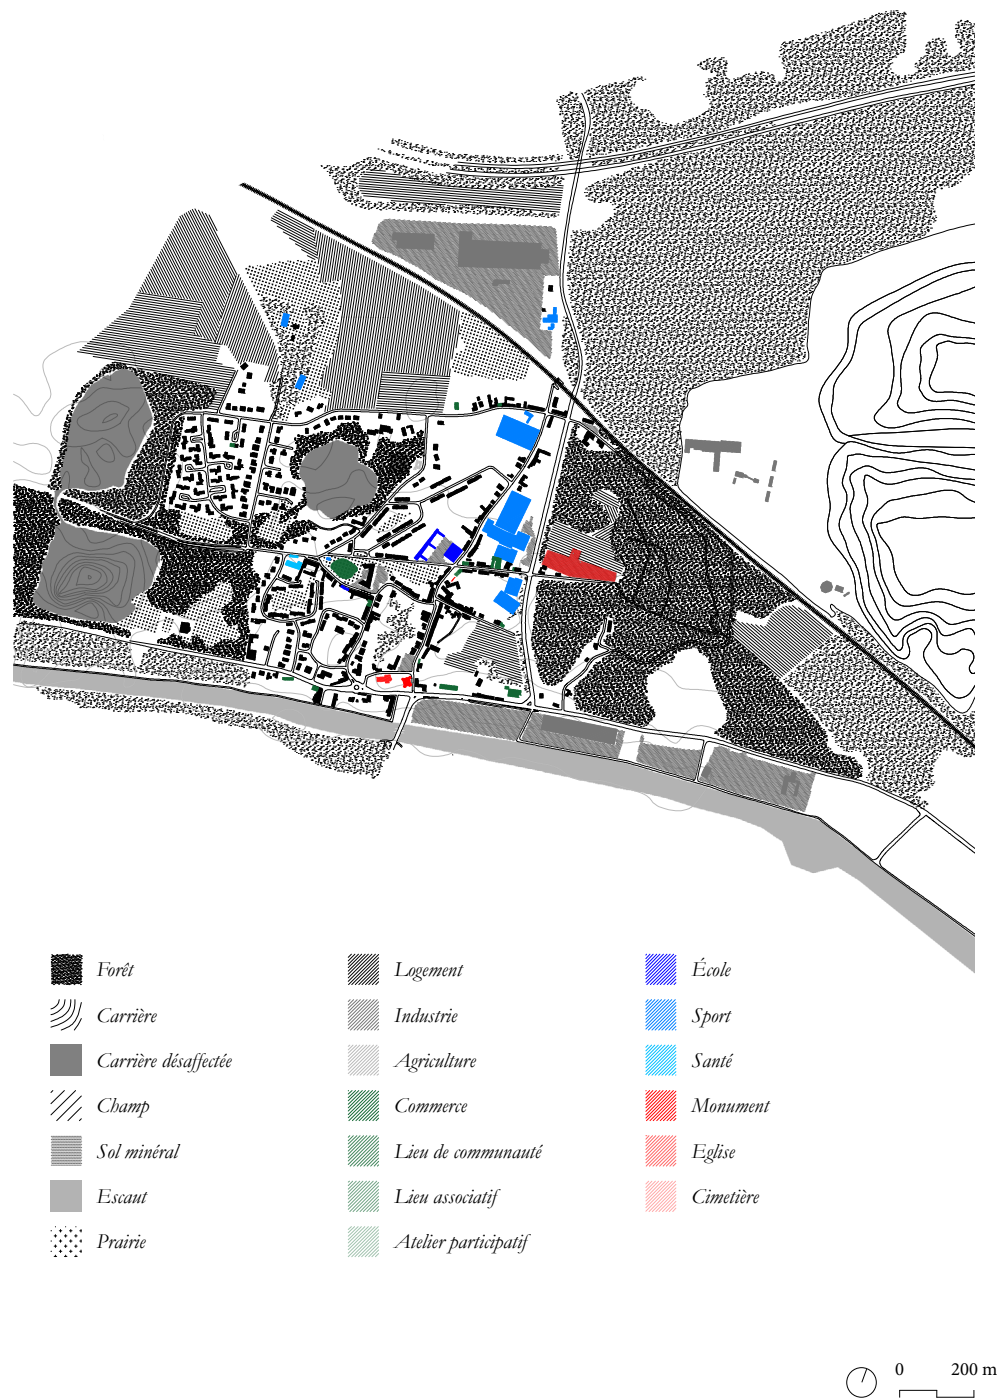 Forêt
Carrière
Carrière désaffectée
Champ
Sol minéral
Escaut
Prairie
Logement
Industrie
Agriculture
Commerce
Lieu de communauté
Lieu associatif
Atelier participatif
École
Sport
Santé
Monument
Eglise
Cimetière
0 200 m